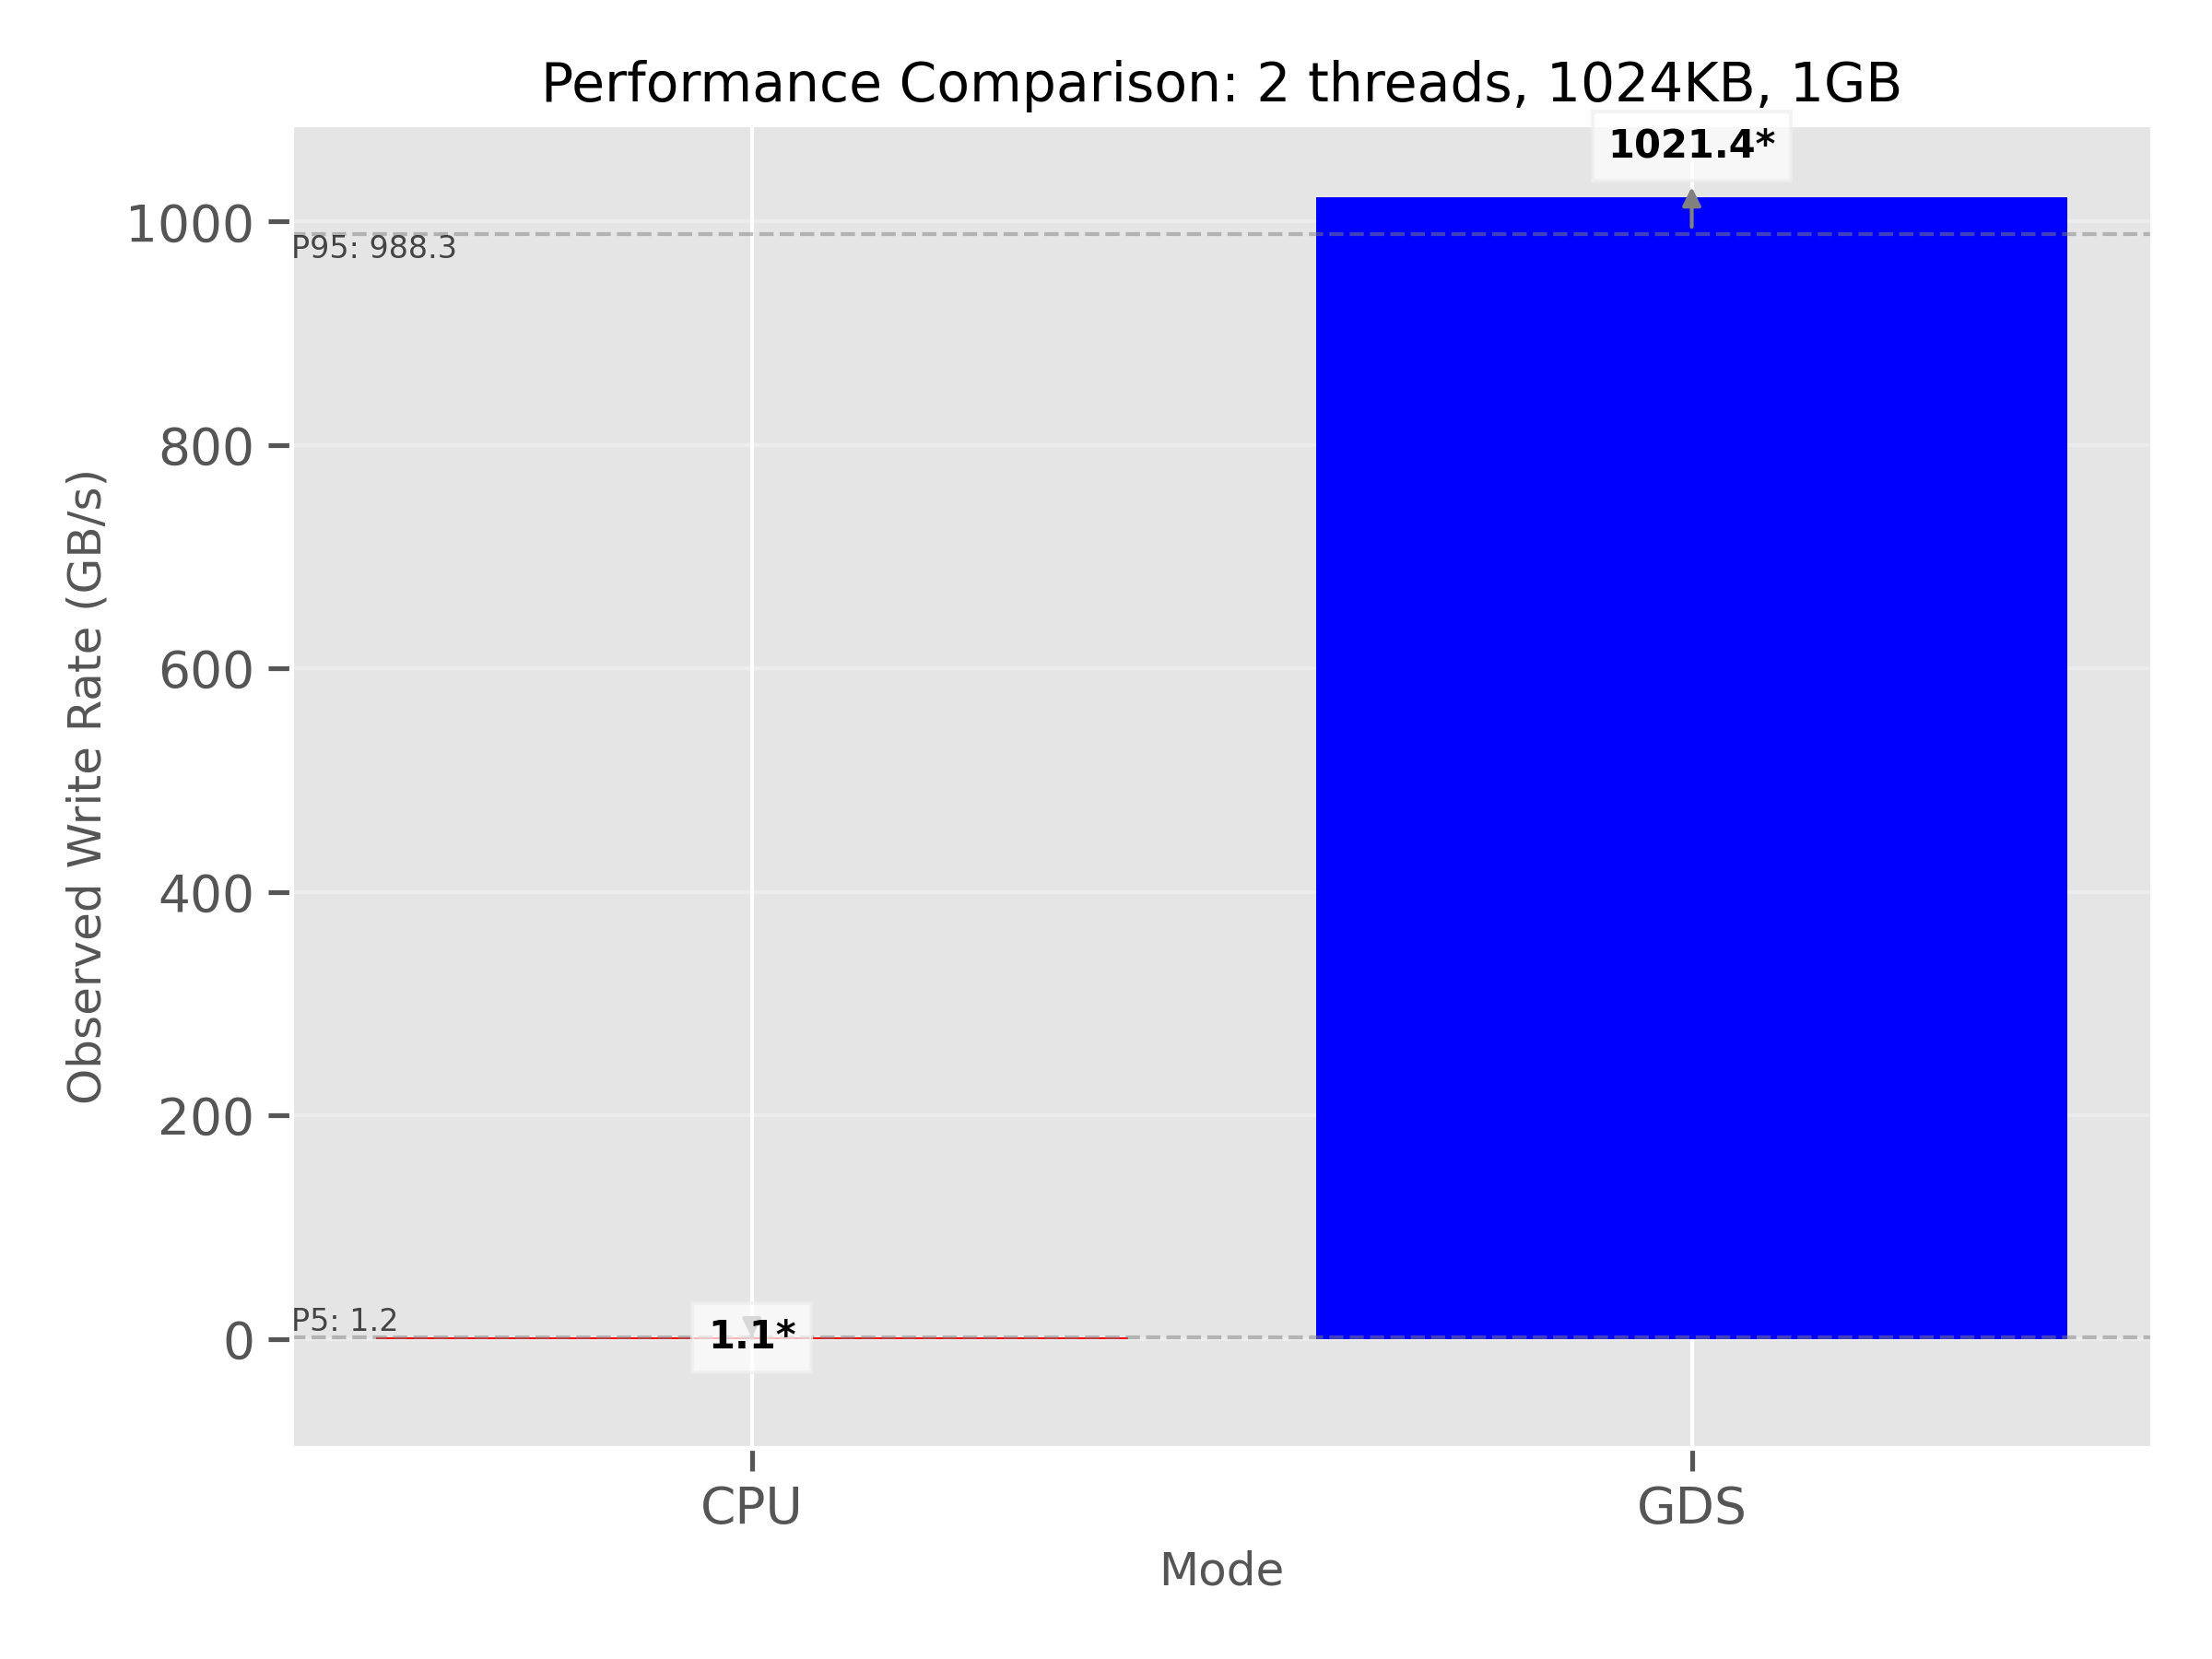 Performance Comparison: 2 threads, 1024KB, 1GB
1021.4*
1000
P95: 988.3
800
600
400
200
P5: 1.2
0
1.1*
Observed Write Rate (GB/s)
CPU
GDS
Mode